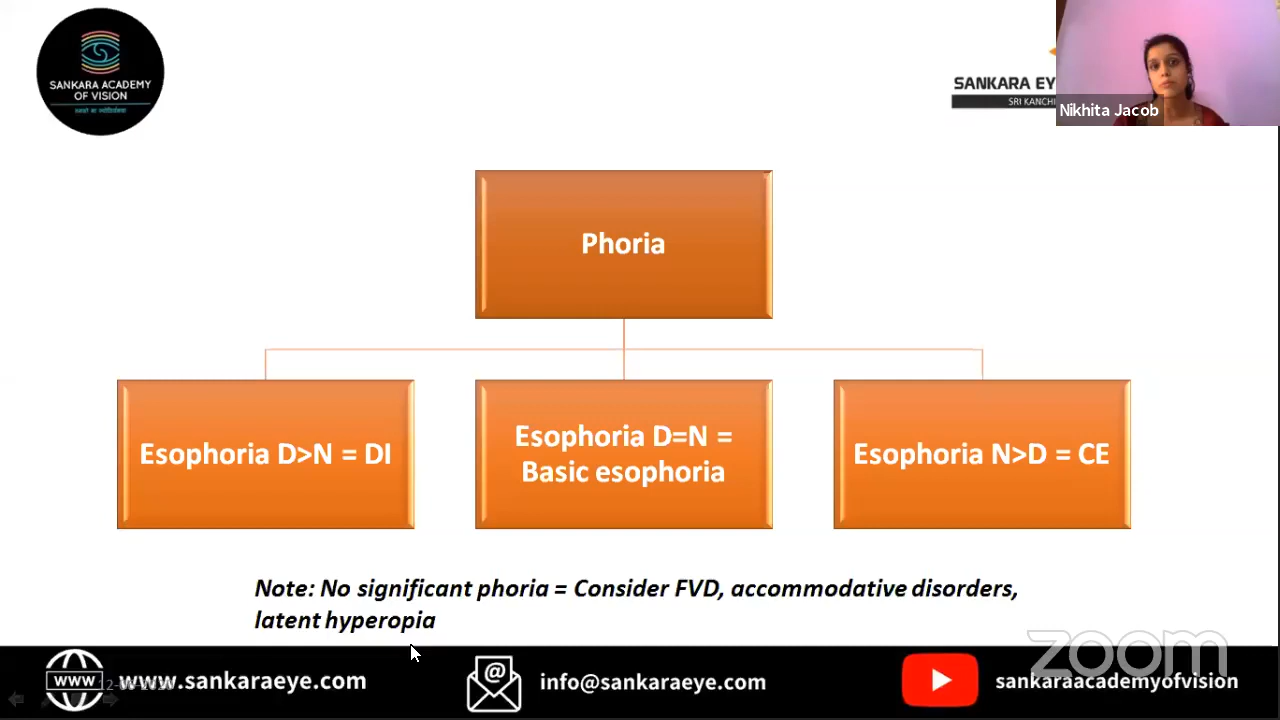 SANKARA ACADEMY
OF VISION
SANKARA EY
SRI KANCHI
Nikhita Jacob
Phoria
Esophoria D>N = DI
Esophoria D=N =
Basic esophoria
Esophoria N>D = CE
Note: No significant phoria = Consider FVD, accommodative disorders,
latent hyperopia
zoom
WWW
www.sankaraeye.com
@
info@sankaraeye.com
sankaraacademyofvision